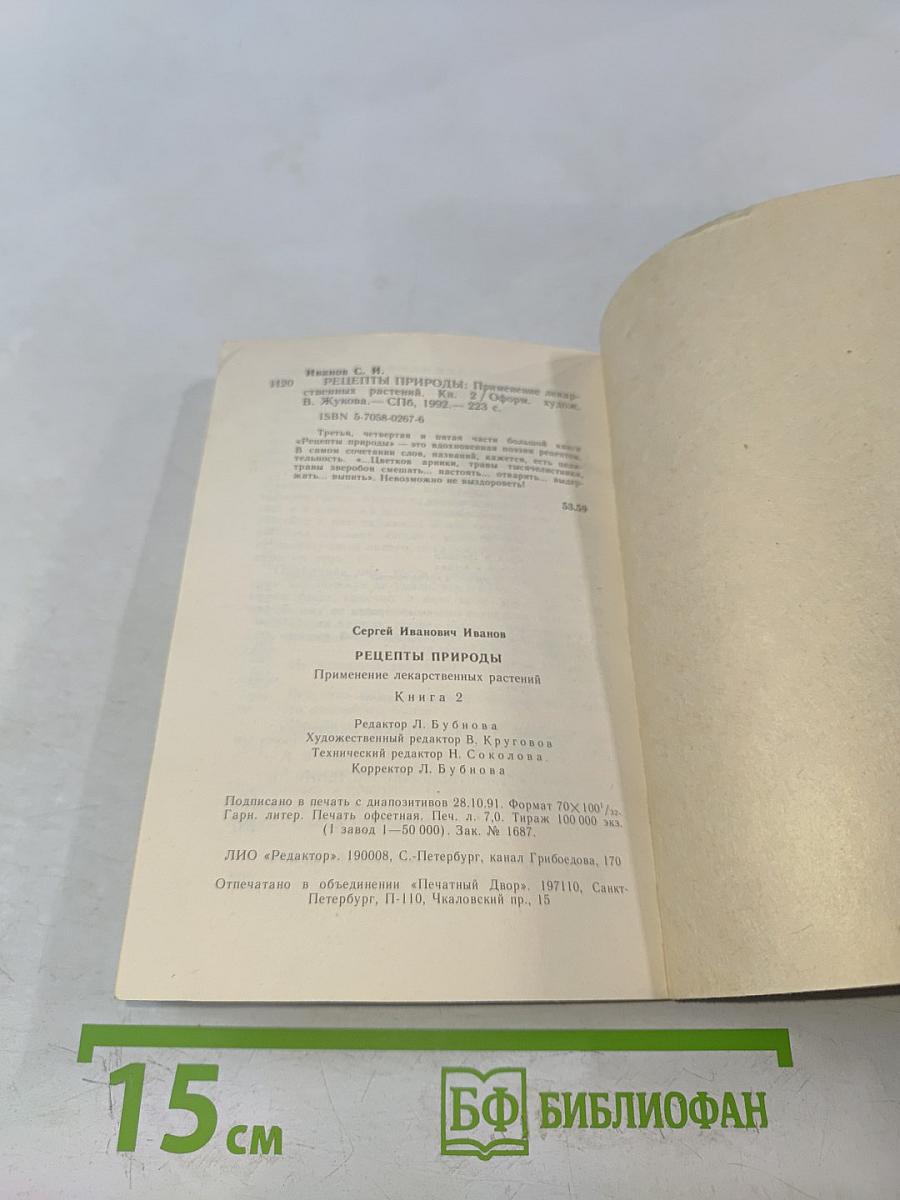 Иванов С. И.
И20 РЕЦЕПТЫ ПРИРОДЫ: Применение лекар-
ственных растений. Кн. 2 / Оформ. худож.
В. Жукова.— СПб, 1992.— 223 с.
ISBN 5-7058-0267-6
Третья, четвертая и пятая части большой книги
«Рецепты природы» — это вдохновенная поэзия рецептов.
В самом сочетании слов, названий, кажется, есть цели-
тельность. «...Цветков арники, травы тысячелистника,
травы зверобоя смешать... настоять... отварить... выдер-
жать... выпить». Невозможно не выздороветь!
53.59
Сергей Иванович Иванов
РЕЦЕПТЫ ПРИРОДЫ
Применение лекарственных растений
Книга 2
Редактор Л. Бубнова
Художественный редактор В. Круговов
Технический редактор Н. Соколова.
Корректор Л. Бубнова
Подписано в печать с диапозитивов 28.10.91. Формат 70×100¹/₃₂.
Гарн. литер. Печать офсетная. Печ. л. 7,0. Тираж 100 000 экз.
(1 завод 1—50 000). Зак. № 1687.
ЛИО «Редактор». 190008, С.-Петербург, канал Грибоедова, 170
Отпечатано в объединении «Печатный Двор». 197110, Санкт-
Петербург, П-110, Чкаловский пр., 15
15 см
БФ БИБЛИОФАН